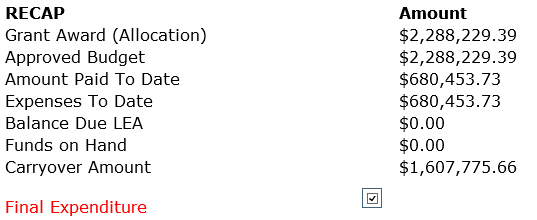 RECAP Amount
Grant Award (Allocation) $2,288,229.39
Approved Budget $2,288,229.39
Amount Paid To Date $680,453.73
Expenses To Date $680,453.73
Balance Due LEA $0.00
Funds on Hand $0.00
Carryover Amount $1,607,775.66
Final Expenditure